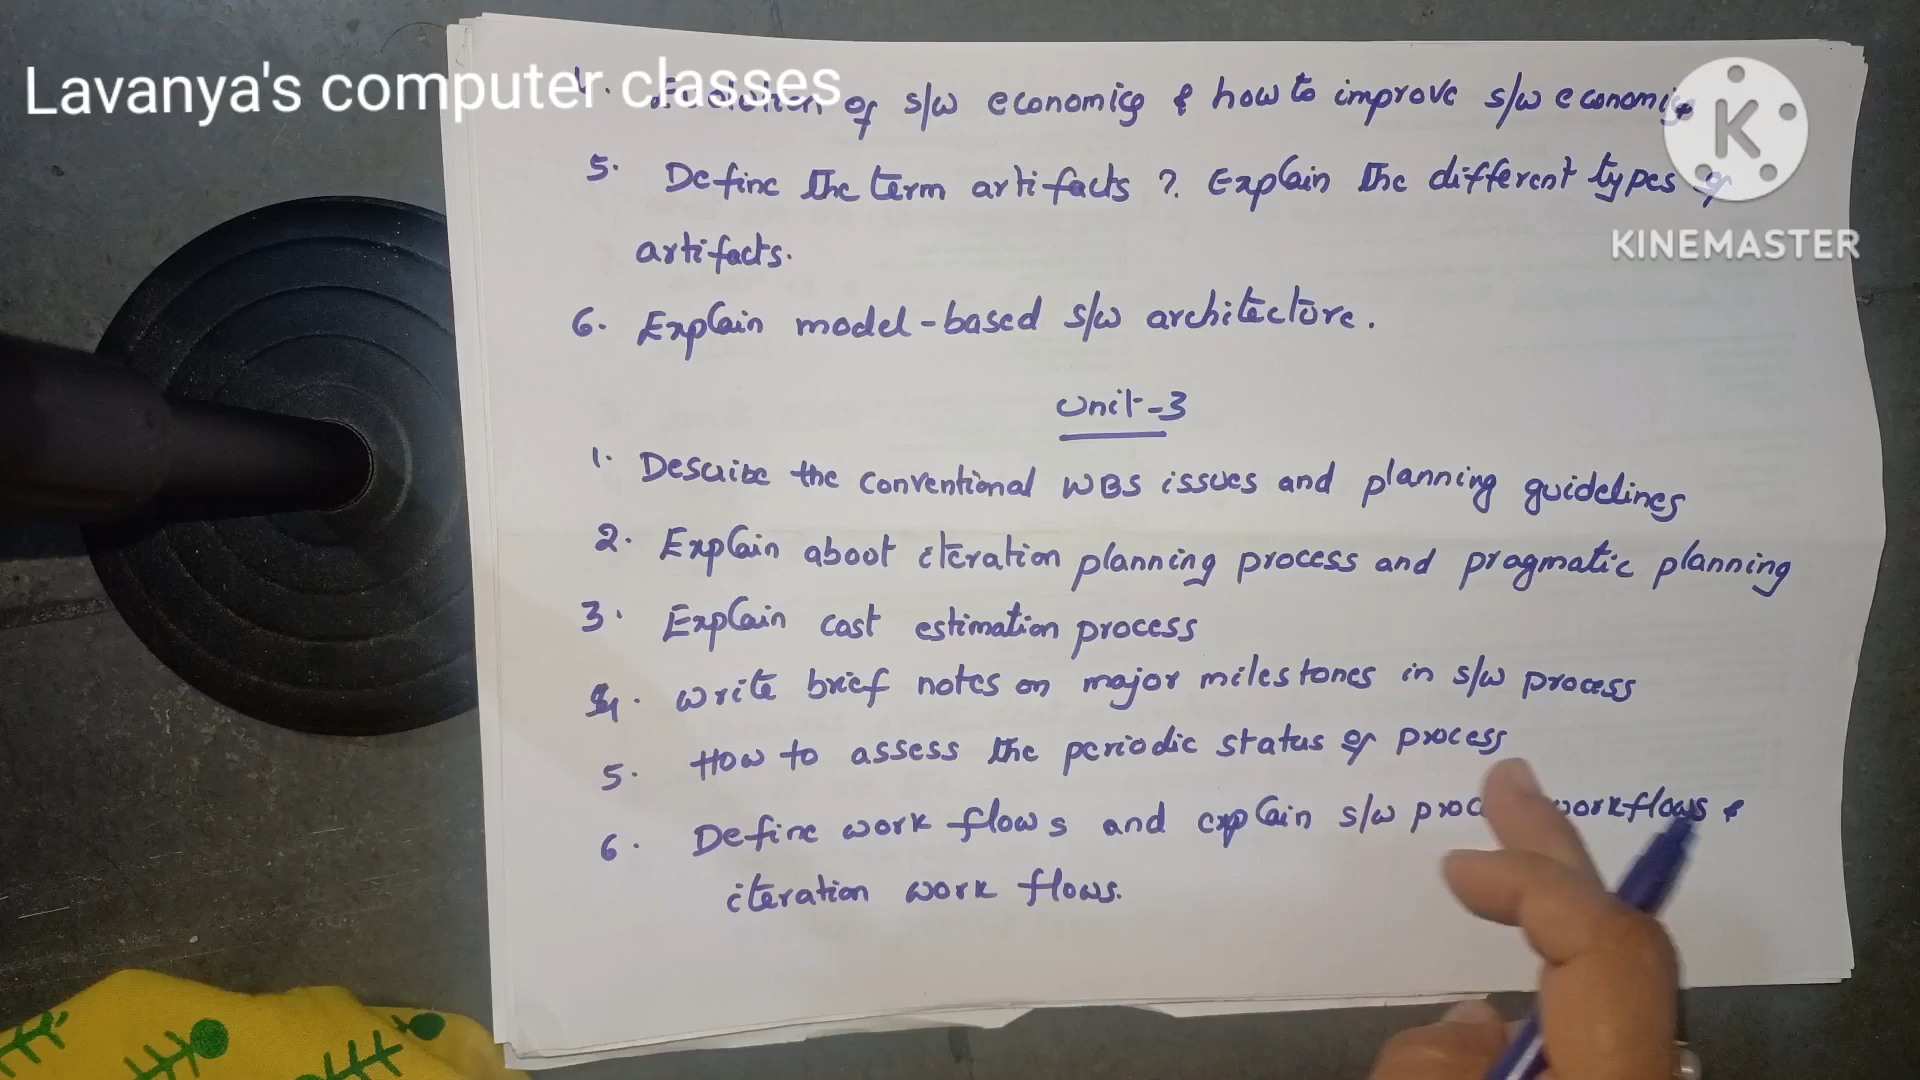 Lavanya's computer classes
4. Evolution of s/w economics & how to improve s/w economics
K
KINEMASTER
5. Define the term artifacts? Explain the different types of
artifacts.
6. Explain model-based s/w architecture.
Unit-3
1. Describe the conventional WBS issues and planning guidelines
2. Explain about iteration planning process and pragmatic planning
3. Explain cost estimation process
4. write brief notes on major milestones in s/w process
5. How to assess the periodic status of process
6. Define work flows and explain s/w process workflows &
iteration work flows.